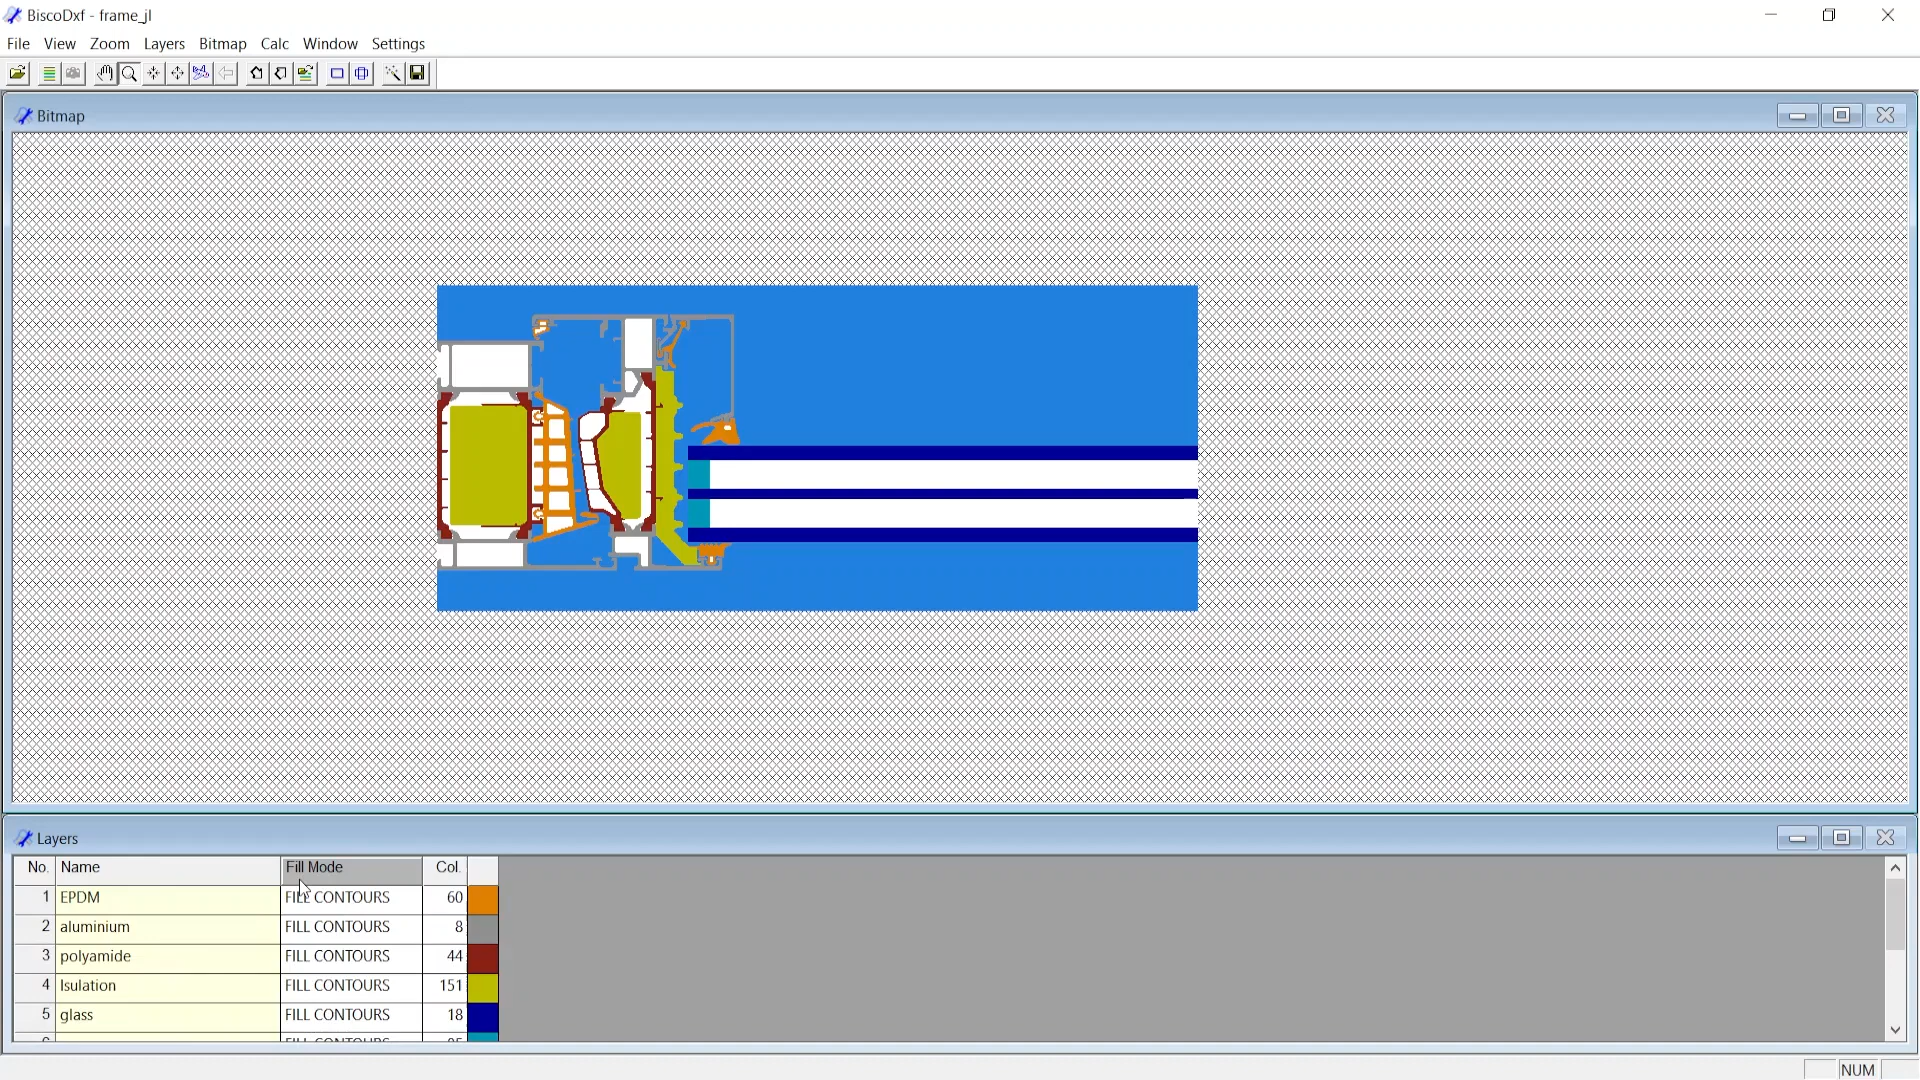 BiscoDxf - frame_jl
File View Zoom Layers Bitmap Calc Window Settings
Bitmap
Layers
No. Name Fill Mode Col.
1 EPDM FILL CONTOURS 60
2 aluminium FILL CONTOURS 8
3 polyamide FILL CONTOURS 44
4 Isulation FILL CONTOURS 151
5 glass FILL CONTOURS 18
FILL CONTOURS
NUM